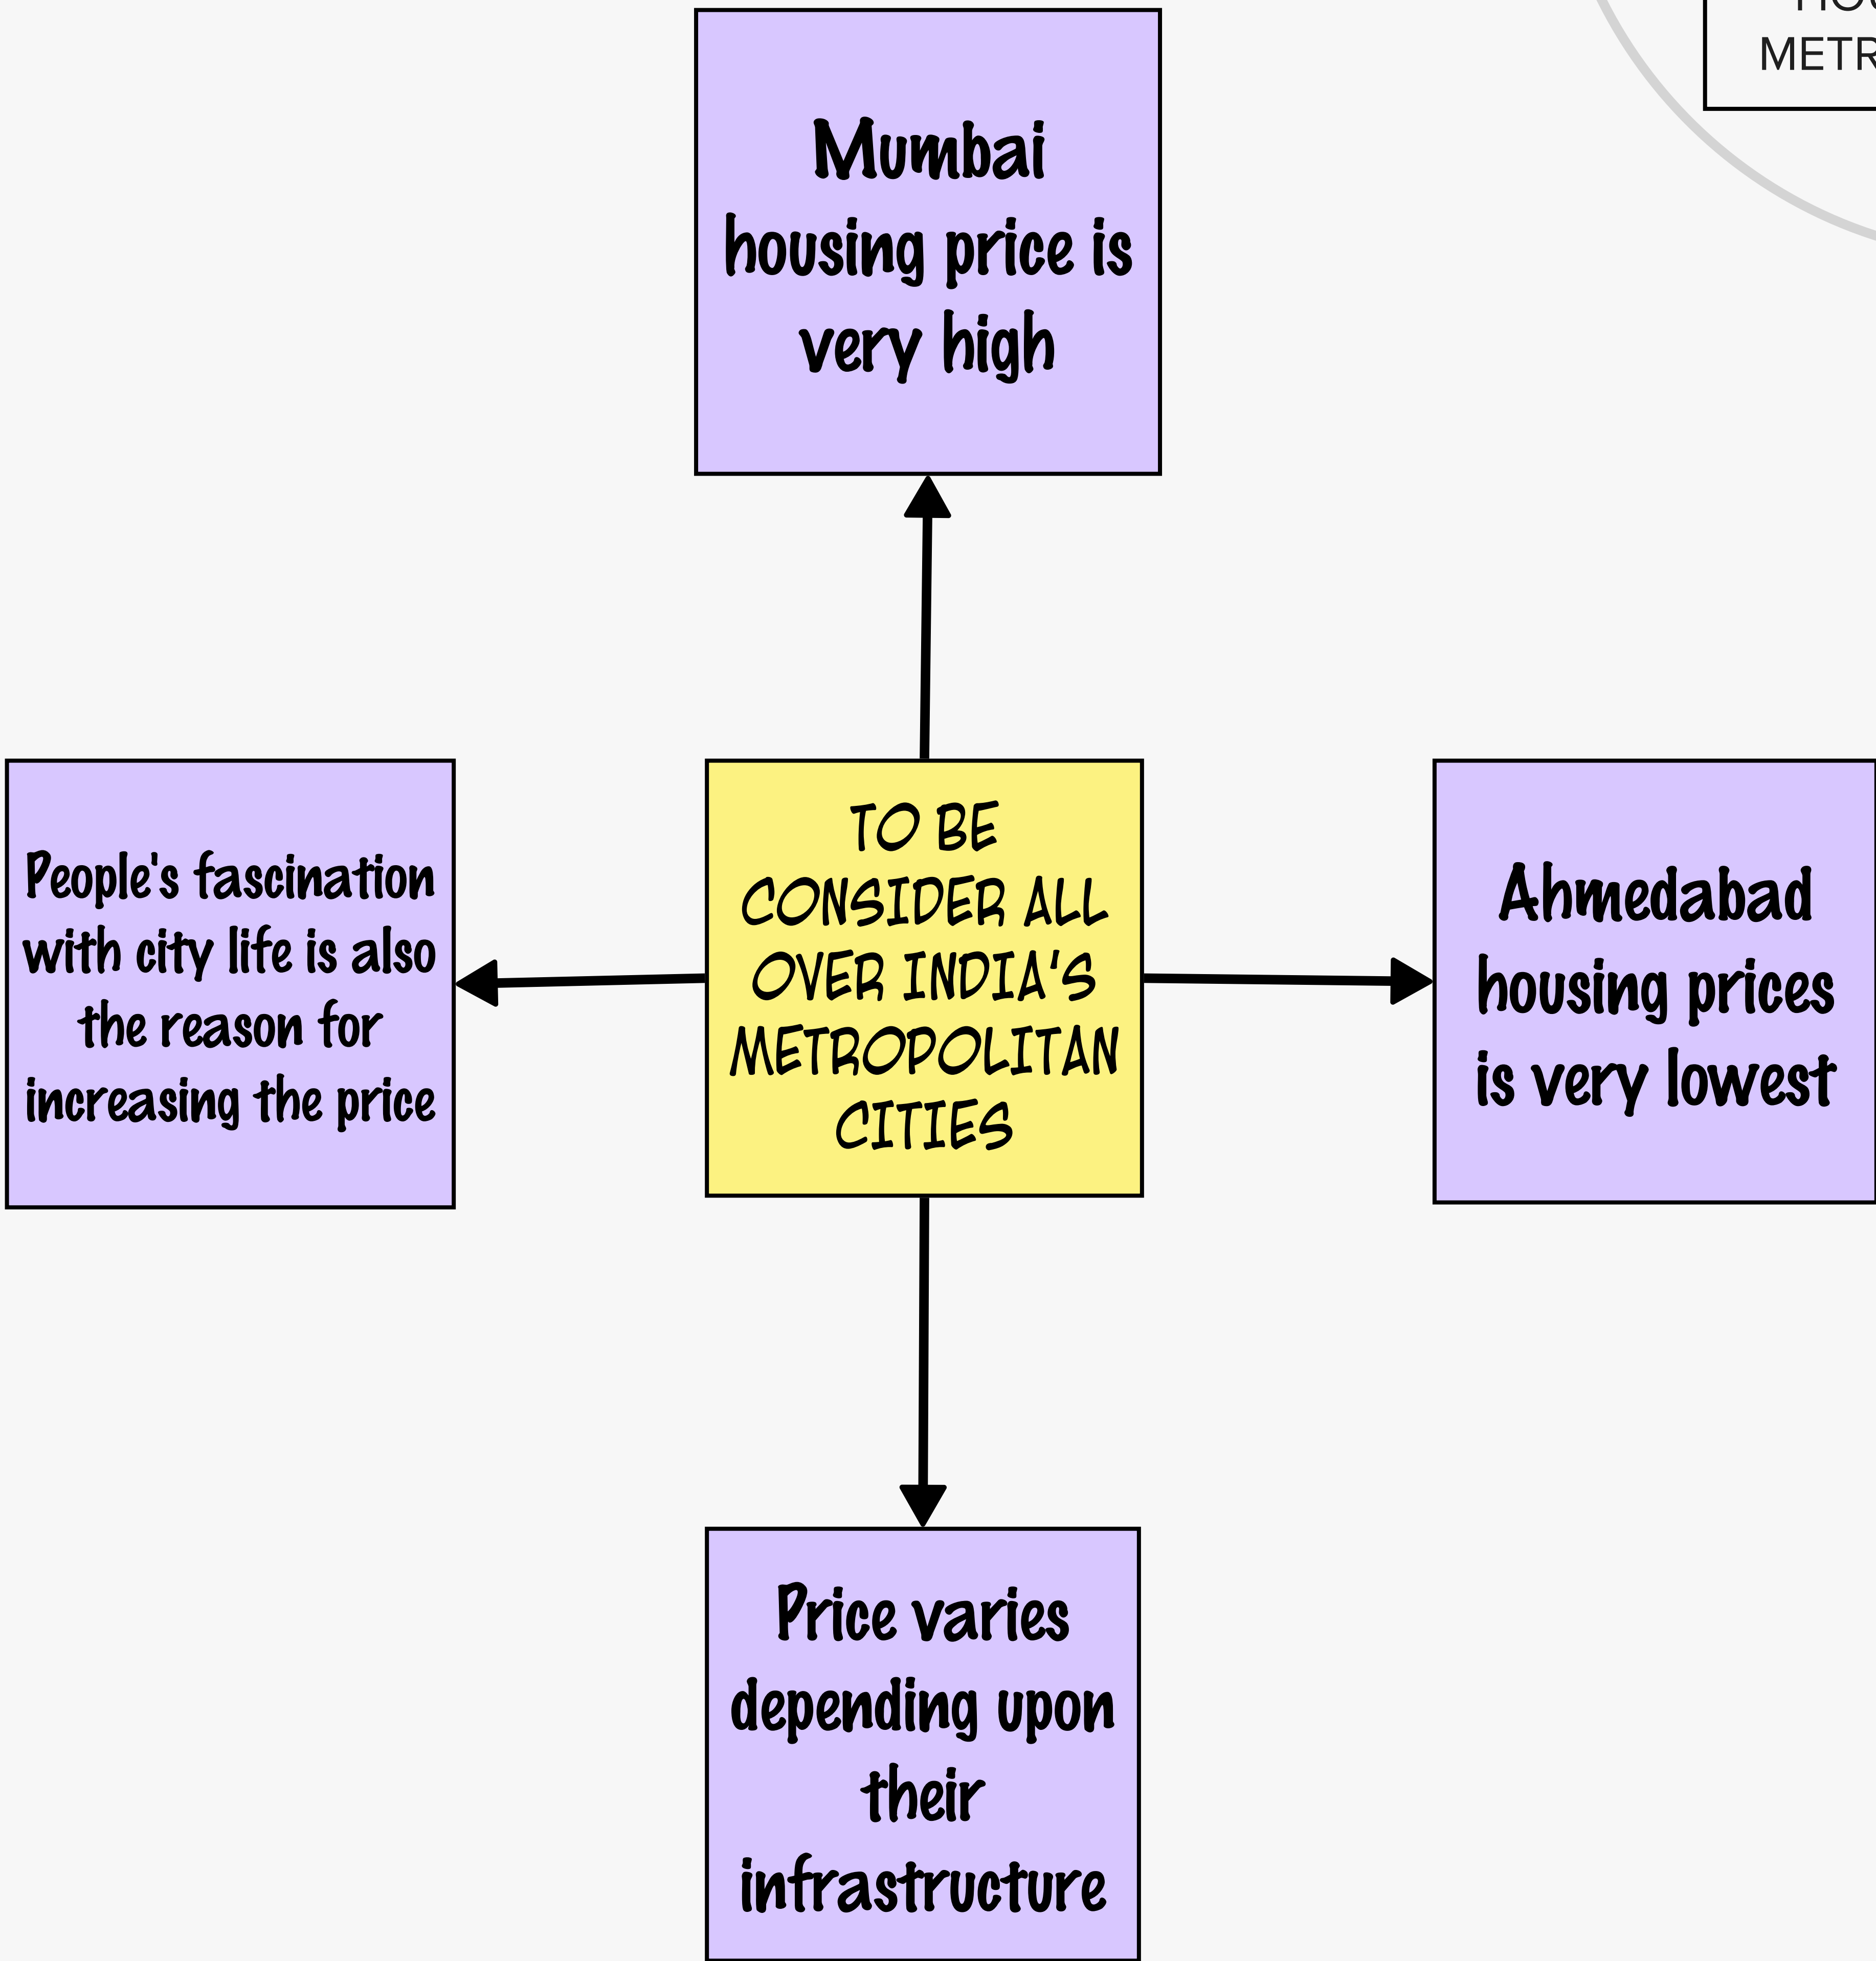 Mumbai
housing price is
very high
People's fascination
with city life is also
the reason for
increasing the price
TO BE
CONSIDER ALL
OVER INDIA'S
METROPOLITAN
CITIES
Ahmedabad
housing prices
is very lowest
Price varies
depending upon
their
infrastructure